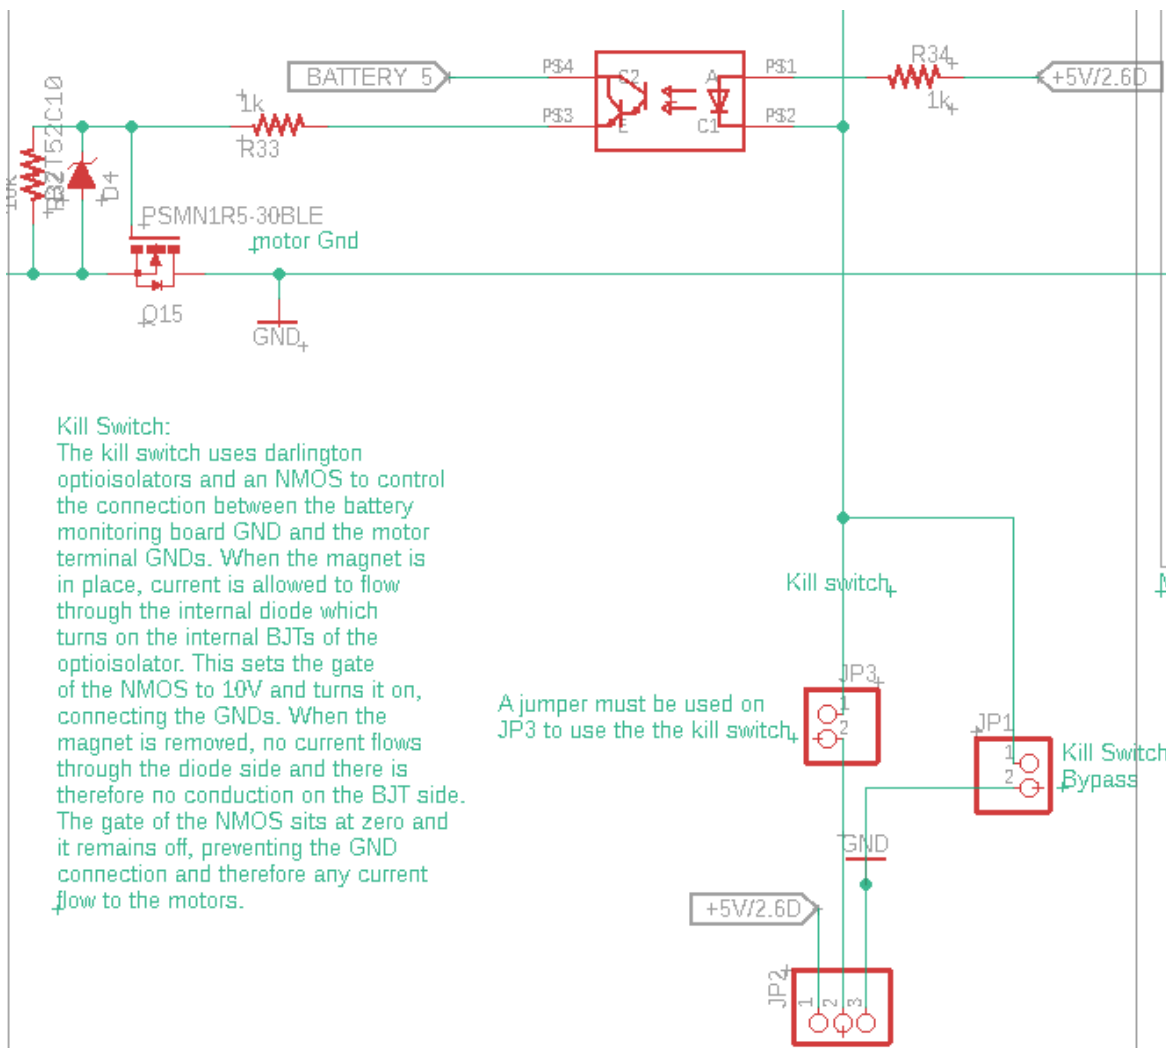 BATTERY 5
P$4
C2
A
P$1
R34
+5V/2.6D
1k
1k
P$3
E
C1
P$2
R33
10k
D4
PSMN1R5-30BLE
motor Gnd
Q15
GND
Kill Switch:
The kill switch uses darlington
optioisolators and an NMOS to control
the connection between the battery
monitoring board GND and the motor
terminal GNDs. When the magnet is
in place, current is allowed to flow
through the internal diode which
turns on the internal BJTs of the
optioisolator. This sets the gate
of the NMOS to 10V and turns it on,
connecting the GNDs. When the
magnet is removed, no current flows
through the diode side and there is
therefore no conduction on the BJT side.
The gate of the NMOS sits at zero and
it remains off, preventing the GND
connection and therefore any current
flow to the motors.
Kill switch
JP3
1
2
A jumper must be used on
JP3 to use the the kill switch
JP1
1
2
Kill Switch
Bypass
GND
+5V/2.6D
JP2
1
2
3